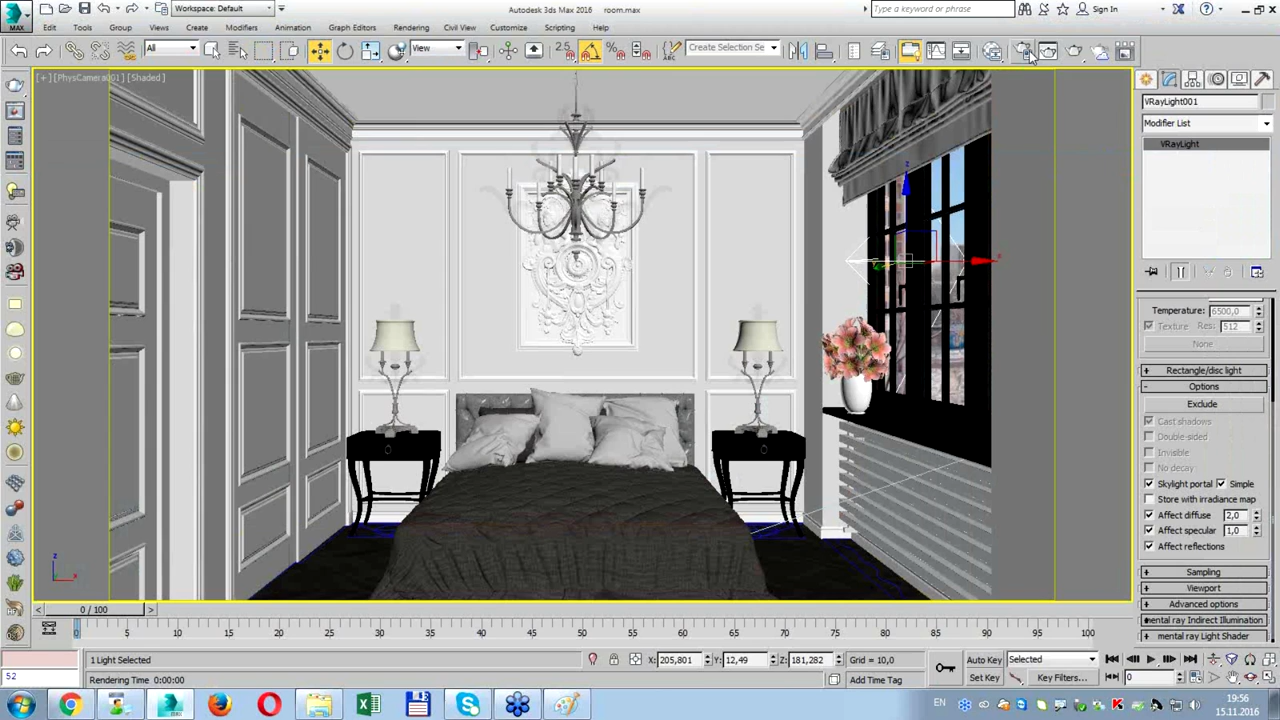 MAX
Workspace: Default
Autodesk 3ds Max 2016    room.max
Type a keyword or phrase
Sign In
Edit Tools Group Views Create Modifiers Animation Graph Editors Rendering Civil View Customize Scripting Help
All
View
2.5
Create Selection Se
[ + ] [PhysCamera001] [Shaded]
VRayLight001
Modifier List
VRayLight
Temperature: 6500,0
Texture Res: 512
None
+ Rectangle/disc light
- Options
Exclude
Cast shadows
Double-sided
Invisible
No decay
Skylight portal Simple
Store with irradiance map
Affect diffuse 2,0
Affect specular 1,0
Affect reflections
+ Sampling
+ Viewport
+ Advanced options
+ mental ray Indirect Illumination
+ mental ray Light Shader
z
x
z
x
< 0 / 100 >
0 5 10 15 20 25 30 35 40 45 50 55 60 65 70 75 80 85 90 95 100
52
1 Light Selected
Rendering Time 0:00:00
X: 205,801 Y: 12,49 Z: 181,282 Grid = 10,0
Add Time Tag
Auto Key Selected
Set Key Key Filters... 0
EN
19:56
15.11.2016